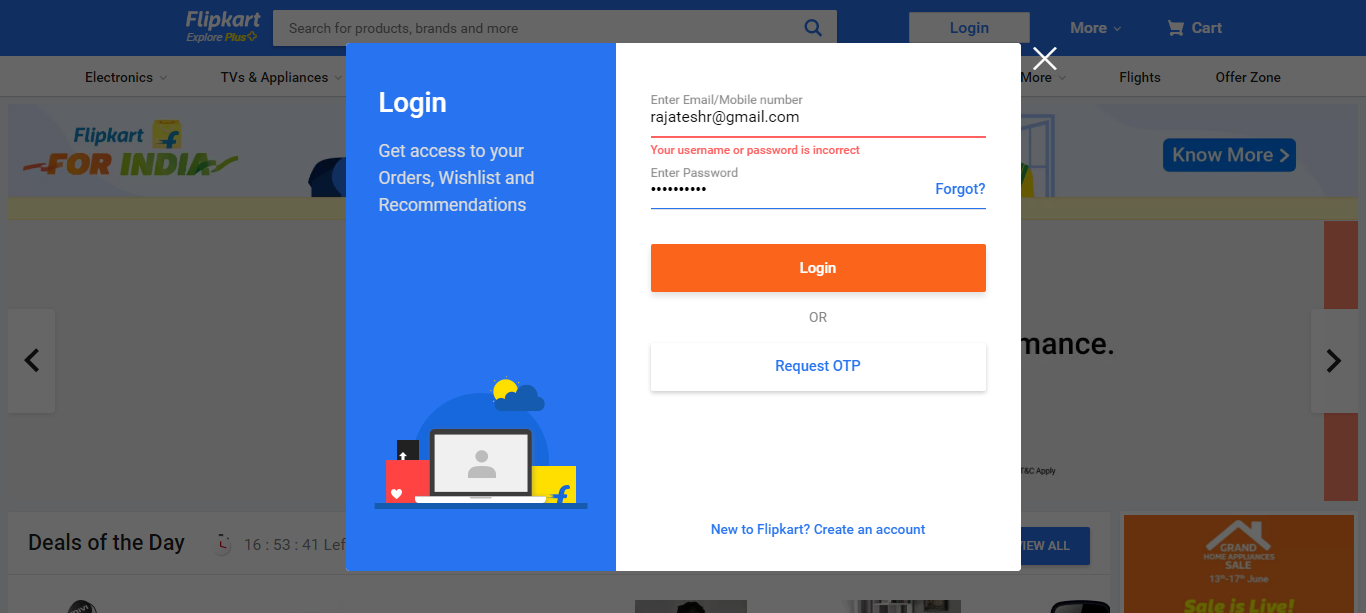 Flipkart
Explore Plus
Search for products, brands and more
Login
More
Cart
Electronics
TVs & Appliances
More
Flights
Offer Zone
Flipkart
FOR INDIA
Know More
Login
Get access to your
Orders, Wishlist and
Recommendations
Enter Email/Mobile number
rajateshr@gmail.com
Your username or password is incorrect
Enter Password
••••••••••
Forgot?
Login
OR
Request OTP
New to Flipkart? Create an account
mance.
T&C Apply
Deals of the Day
16 : 53 : 41 Lef
VIEW ALL
GRAND
HOME APPLIANCES
SALE
13th-17th June
Sale is Live!